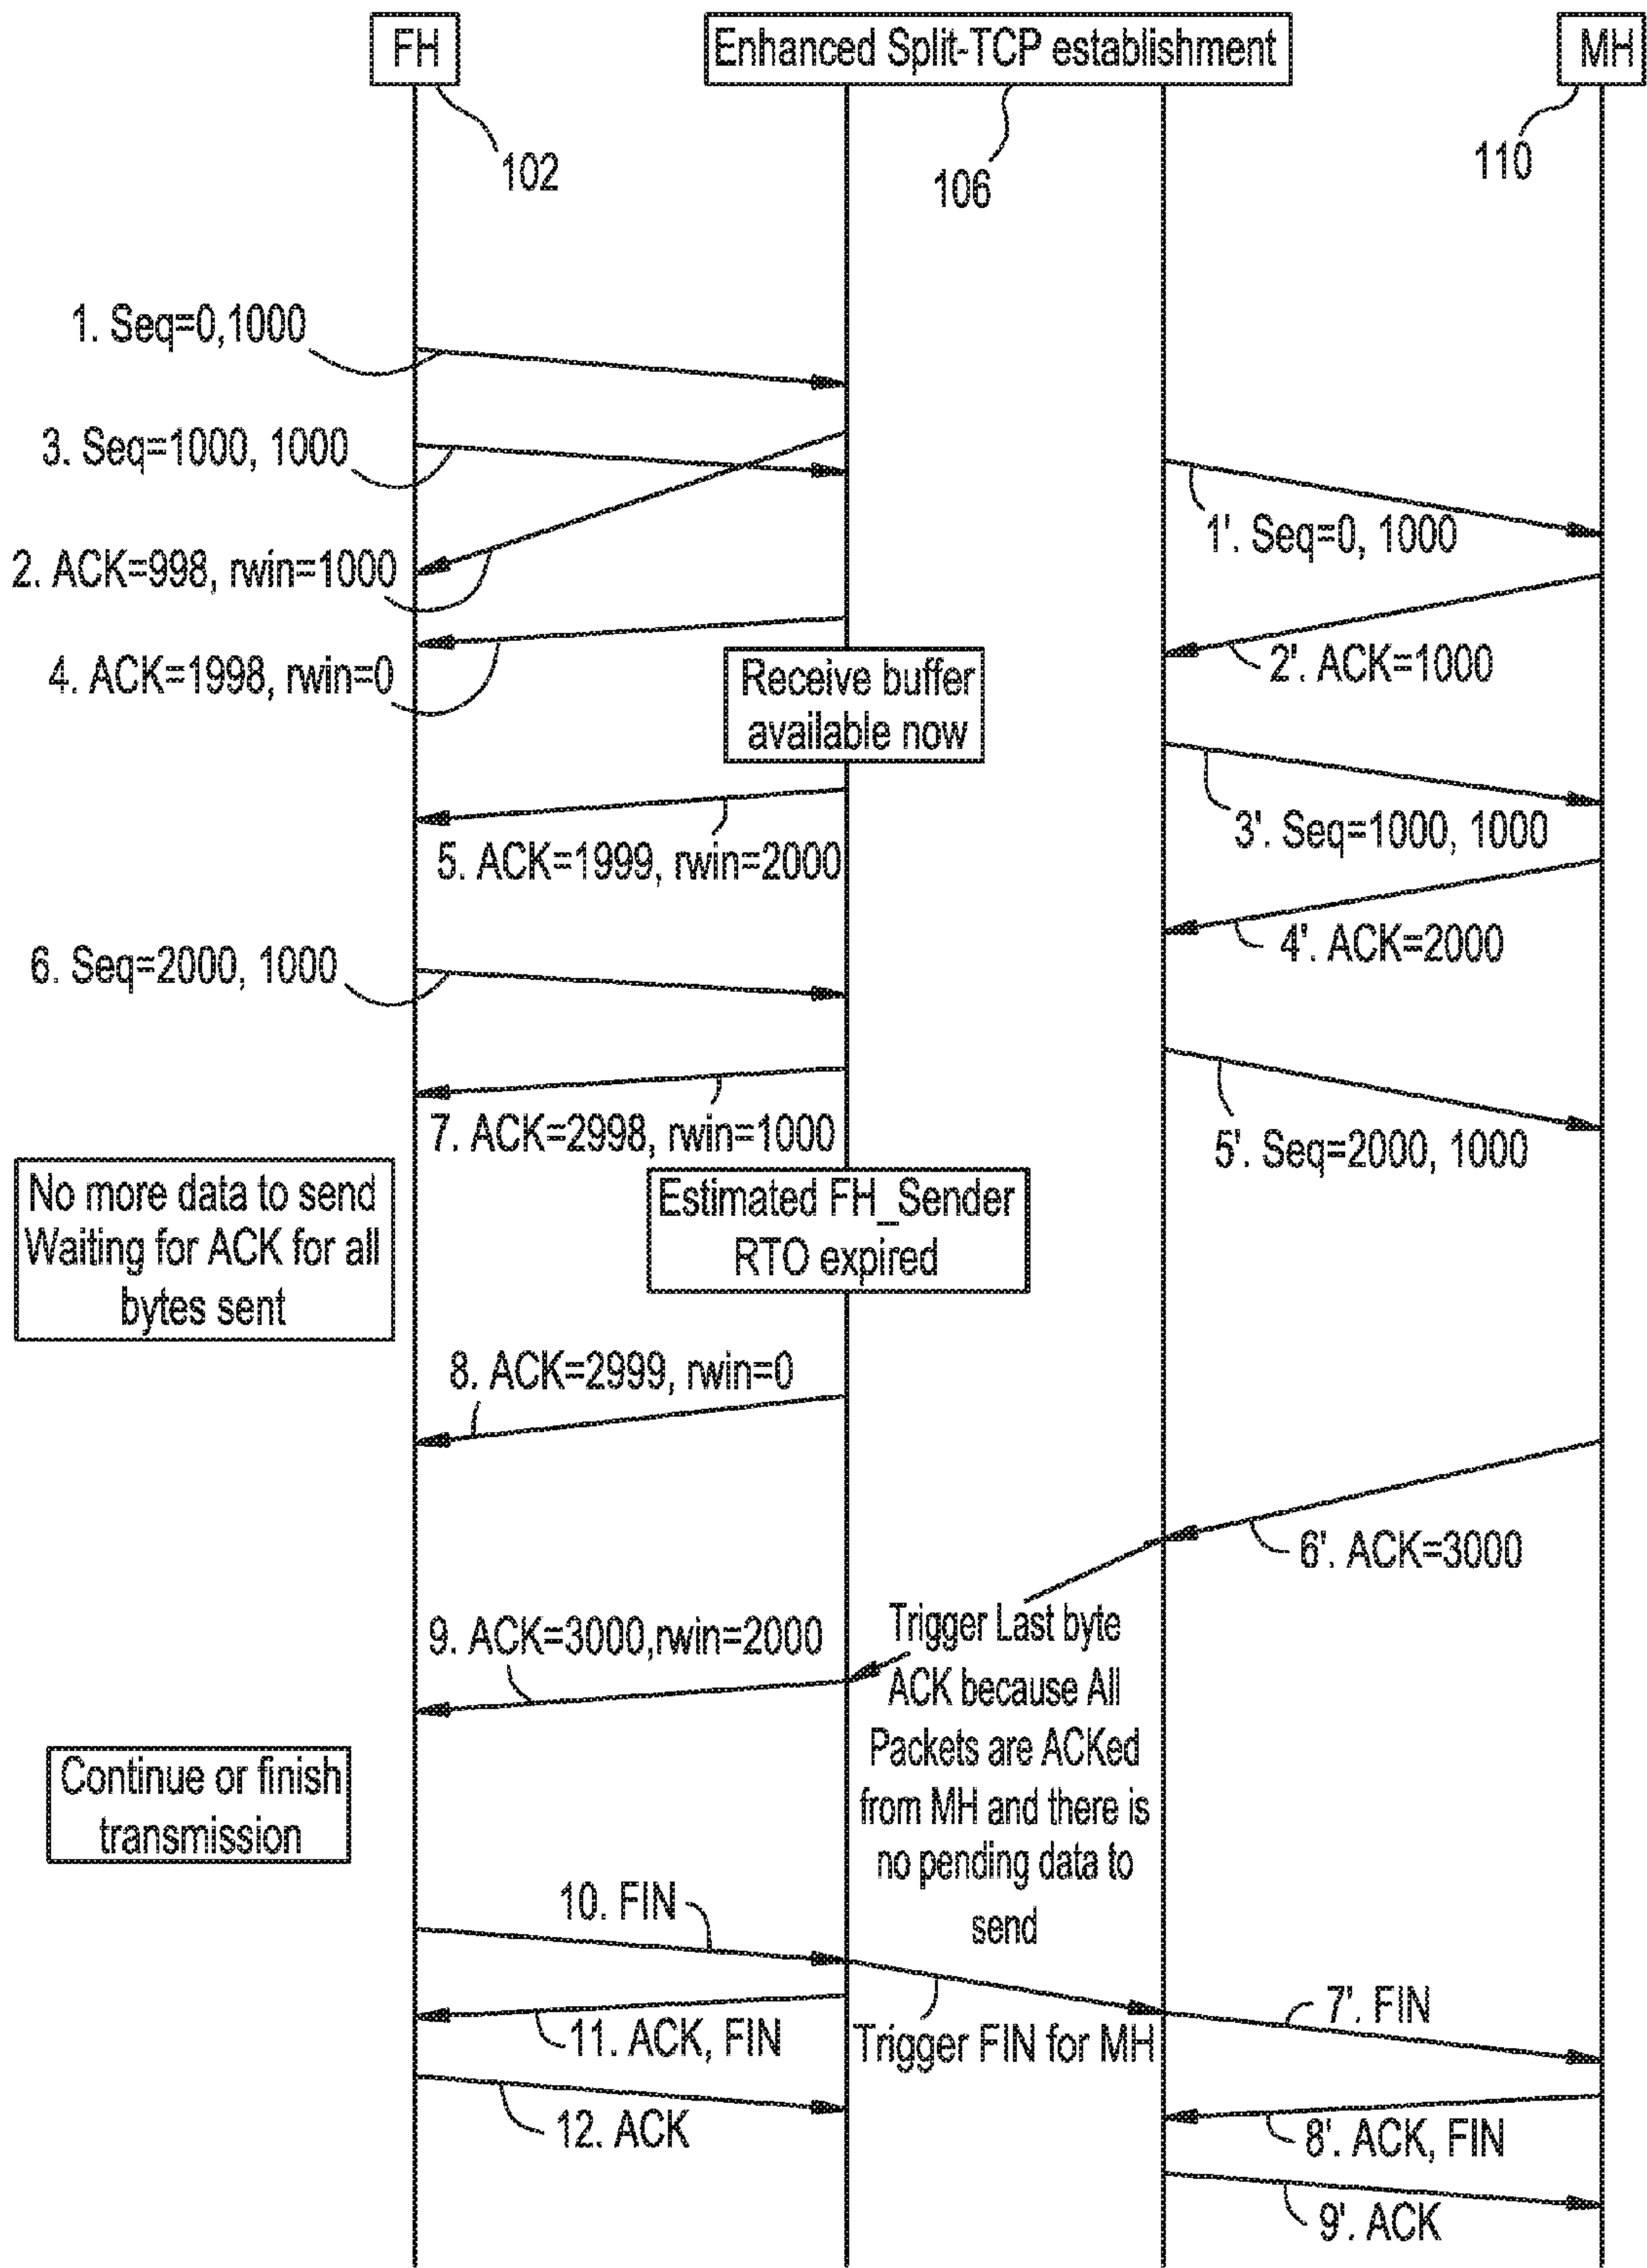 FH
Enhanced Split-TCP establishment
MH
102
106
110
1. Seq=0,1000
3. Seq=1000, 1000
1'. Seq=0, 1000
2. ACK=998, rwin=1000
2'. ACK=1000
4. ACK=1998, rwin=0
Receive buffer
available now
3'. Seq=1000, 1000
5. ACK=1999, rwin=2000
4'. ACK=2000
6. Seq=2000, 1000
7. ACK=2998, rwin=1000
5'. Seq=2000, 1000
No more data to send
Waiting for ACK for all
bytes sent
Estimated FH_Sender
RTO expired
8. ACK=2999, rwin=0
6'. ACK=3000
9. ACK=3000,rwin=2000
Trigger Last byte
ACK because All
Packets are ACKed
from MH and there is
no pending data to
send
Continue or finish
transmission
10. FIN
7'. FIN
11. ACK, FIN
Trigger FIN for MH
12. ACK
8'. ACK, FIN
9'. ACK